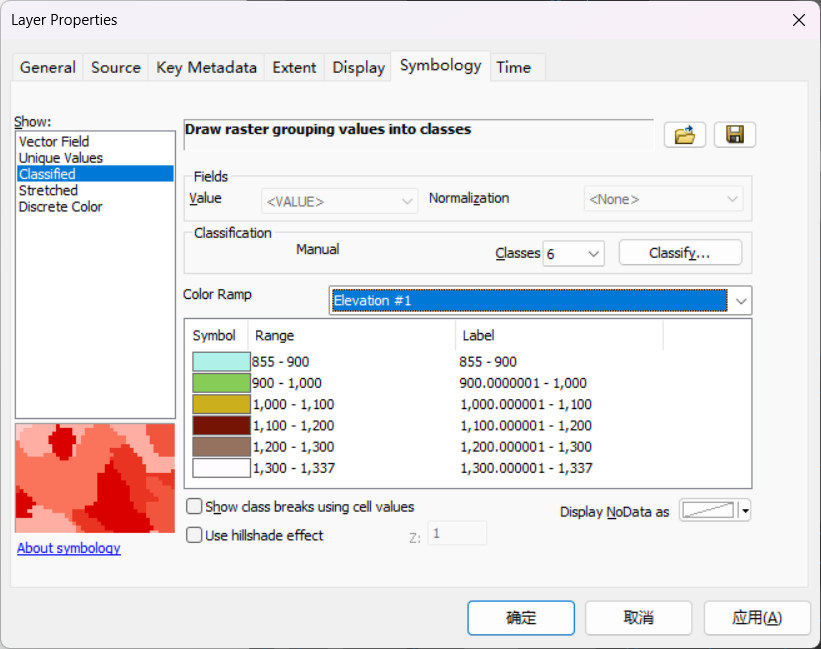 Layer Properties
General Source Key Metadata Extent Display Symbology Time
Show:
Vector Field
Unique Values
Classified
Stretched
Discrete Color
About symbology
Draw raster grouping values into classes
Fields
Value <VALUE> Normalization <None>
Classification
Manual Classes 6 Classify...
Color Ramp Elevation #1
Symbol Range Label
855 - 900 855 - 900
900 - 1,000 900.0000001 - 1,000
1,000 - 1,100 1,000.000001 - 1,100
1,100 - 1,200 1,100.000001 - 1,200
1,200 - 1,300 1,200.000001 - 1,300
1,300 - 1,337 1,300.000001 - 1,337
Show class breaks using cell values
Display NoData as
Use hillshade effect Z: 1
确定 取消 应用(A)